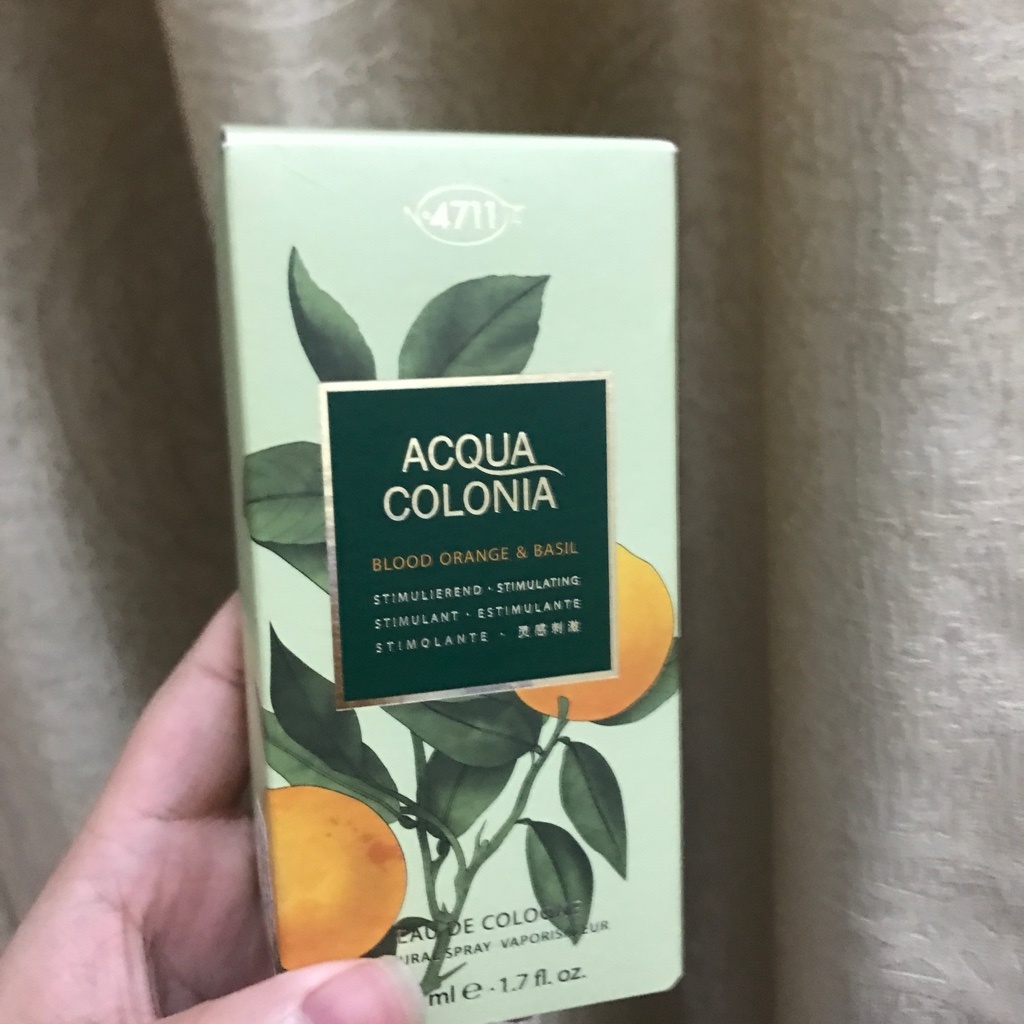 4711
ACQUA
COLONIA
BLOOD ORANGE & BASIL
STIMULIEREND · STIMULATING
STIMULANT · ESTIMULANTE
STIMOLANTE · 灵感刺激
EAU DE COLOGNE
SPRAY VAPORISATEUR
ml ℮ · 1.7 fl. oz.